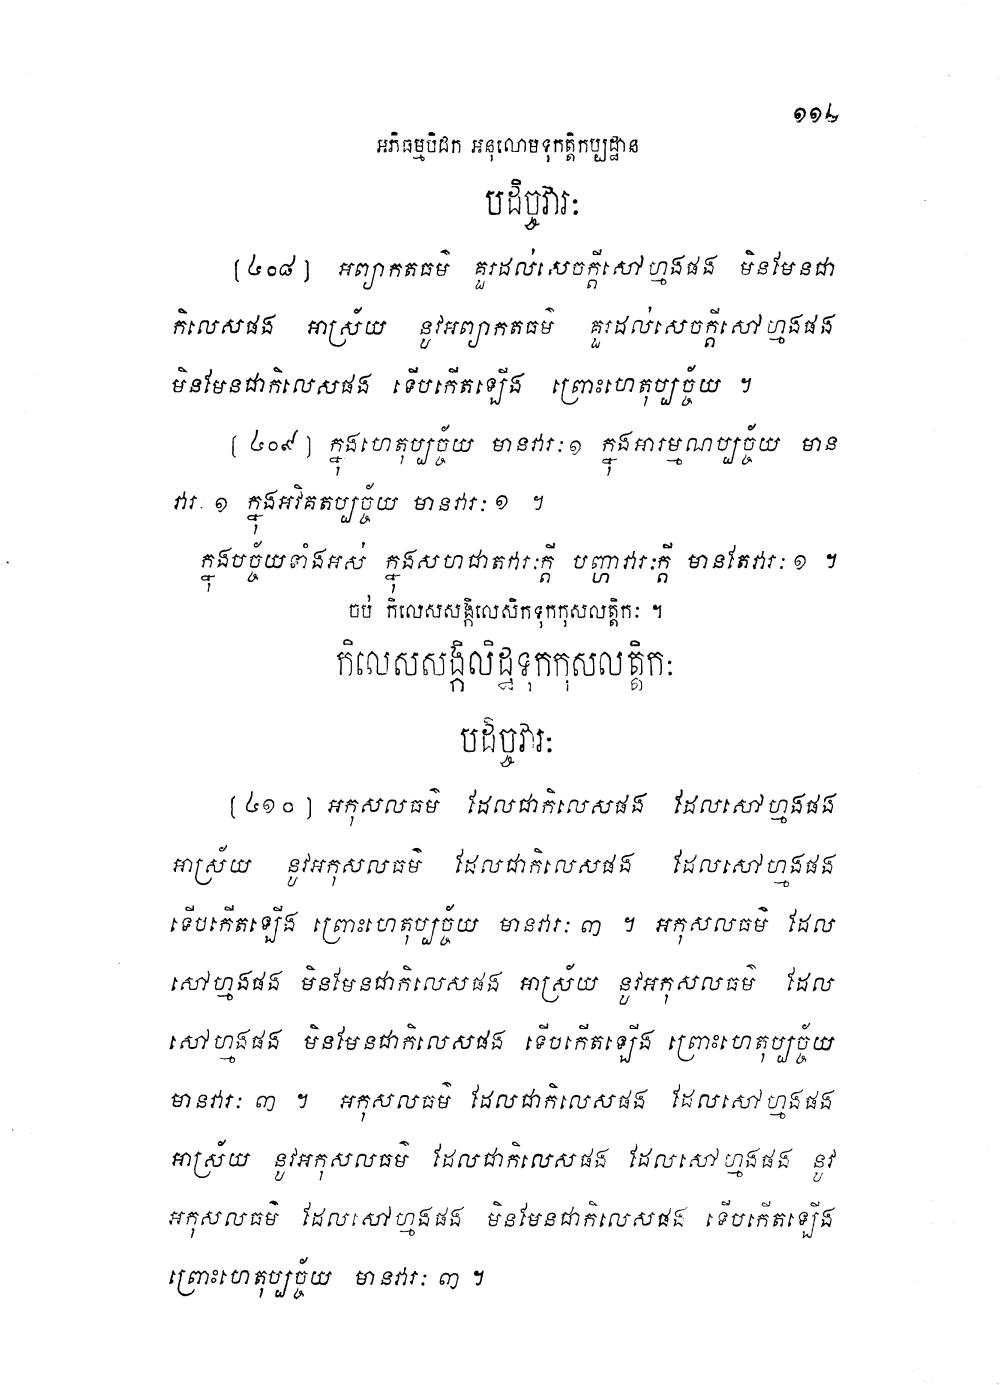 ១១៤
អភិធម្មបិដក អនុលោមទុកត្តិកប្បដ្ឋាន
បដិច្ចវារៈ
[៤០៨] អព្យាកតធម៌ គួរដល់សេចក្តីសៅហ្មងផង មិនមែនជា
កិលេសផង អាស្រ័យ នូវអព្យាកតធម៌ គួរដល់សេចក្តីសៅហ្មងផង
មិនមែនជាកិលេសផង ទើបកើតឡើង ព្រោះហេតុប្បច្ច័យ ។
[៤០៩] ក្នុងហេតុប្បច្ច័យ មានវារៈ១ ក្នុងអារម្មណប្បច្ច័យ មាន
វារៈ ១ ក្នុងអវិគតប្បច្ច័យ មានវារៈ ១ ។
ក្នុងបច្ច័យទាំងអស់ ក្នុងសហជាតវារៈក្តី បញ្ហាវារៈក្តី មានតែវារៈ ១ ។
ចប់ កិលេសសង្កិលេសិកទុកកុសលត្តិកៈ ។
កិលេសសង្កិលិដ្ឋទុកកុសលត្តិកៈ
បដិច្ចវារៈ
[៤១០] អកុសលធម៌ ដែលជាកិលេសផង ដែលសៅហ្មងផង
អាស្រ័យ នូវអកុសលធម៌ ដែលជាកិលេសផង ដែលសៅហ្មងផង
ទើបកើតឡើង ព្រោះហេតុប្បច្ច័យ មានវារៈ ៣ ។ អកុសលធម៌ ដែល
សៅហ្មងផង មិនមែនជាកិលេសផង អាស្រ័យ នូវអកុសលធម៌ ដែល
សៅហ្មងផង មិនមែនជាកិលេសផង ទើបកើតឡើង ព្រោះហេតុប្បច្ច័យ
មានវារៈ ៣ ។ អកុសលធម៌ ដែលជាកិលេសផង ដែលសៅហ្មងផង
អាស្រ័យ នូវអកុសលធម៌ ដែលជាកិលេសផង ដែលសៅហ្មងផង នូវ
អកុសលធម៌ ដែលសៅហ្មងផង មិនមែនជាកិលេសផង ទើបកើតឡើង
ព្រោះហេតុប្បច្ច័យ មានវារៈ ៣ ។